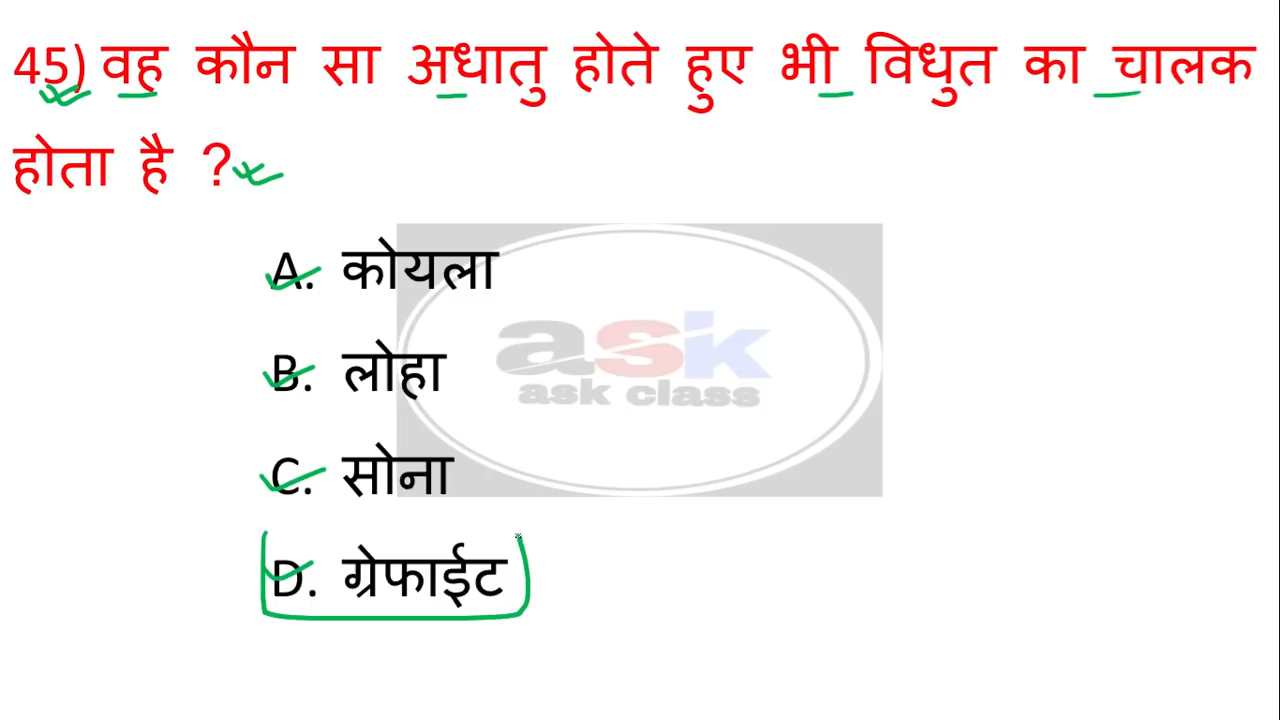 45) वह कौन सा अधातु होते हुए भी विधुत का चालक
होता है ?
A. कोयला
ask
ask class
B. लोहा
C. सोना
D. ग्रेफाईट